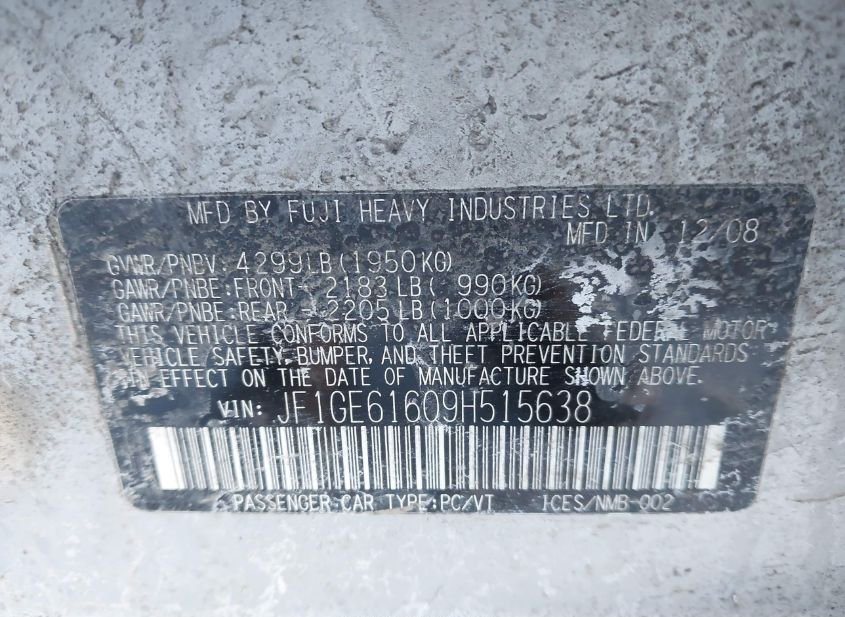 MFD BY FUJI HEAVY INDUSTRIES LTD.
MFD IN 12/08
GVWR/PNBV: 4299LB (1950KG)
GAWR/PNBE:FRONT- 2183LB ( 990KG)
GAWR/PNBE:REAR - 2205LB (1000KG)
THIS VEHICLE CONFORMS TO ALL APPLICABLE FEDERAL MOTOR
VEHICLE SAFETY, BUMPER, AND THEFT PREVENTION STANDARDS
IN EFFECT ON THE DATE OF MANUFACTURE SHOWN ABOVE.
VIN: JF1GE61609H515638
PASSENGER CAR TYPE:PC/VT ICES/NMB-002